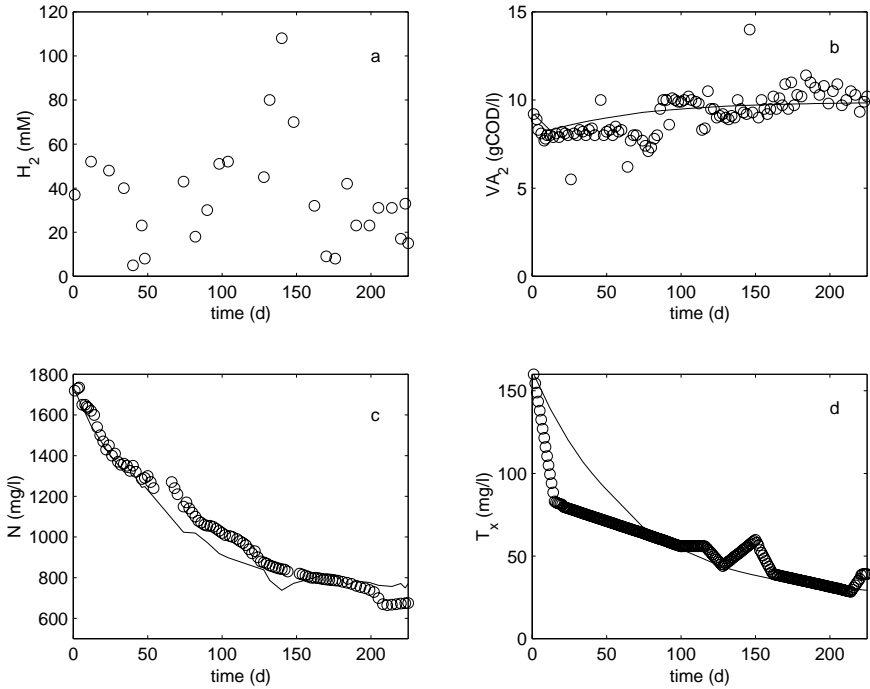 120
100
80
60
40
20
0
H₂ (mM)
0 50 100 150 200
time (d)
a
15
10
5
0
VA₂ (gCOD/l)
0 50 100 150 200
time (d)
b
1800
1600
1400
1200
1000
800
600
N (mg/l)
0 50 100 150 200
time (d)
c
150
100
50
0
Tₓ (mg/l)
0 50 100 150 200
time (d)
d